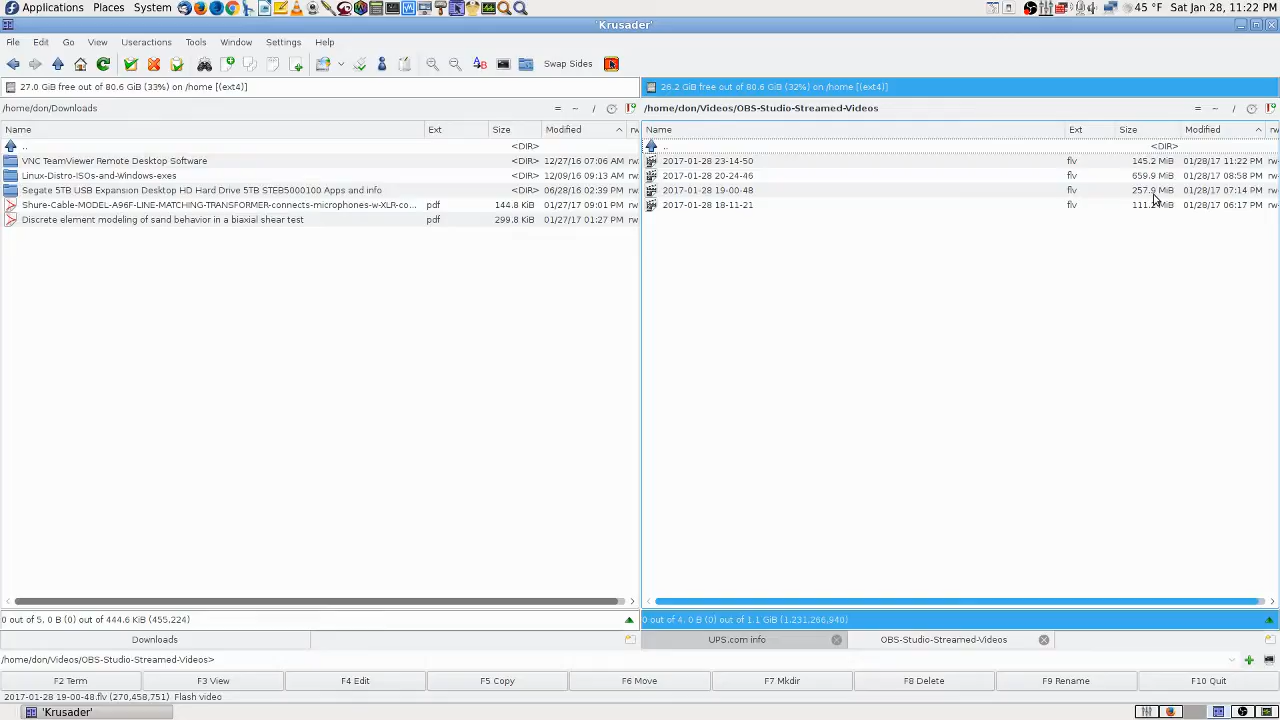 Applications Places System 45 °F Sat Jan 28, 11:22 PM
'Krusader'
File Edit Go View Useractions Tools Window Settings Help
Swap Sides
27.0 GiB free out of 80.6 GiB (33%) on /home [(ext4)]
26.2 GiB free out of 80.6 GiB (32%) on /home [(ext4)]
/home/don/Downloads = ~ /
/home/don/Videos/OBS-Studio-Streamed-Videos = ~ /
Name Ext Size Modified rw
.. <DIR>
VNC TeamViewer Remote Desktop Software <DIR> 12/27/16 07:06 AM rw
Linux-Distro-ISOs-and-Windows-exes <DIR> 12/09/16 09:13 AM rw
Segate 5TB USB Expansion Desktop HD Hard Drive 5TB STEB5000100 Apps and info <DIR> 06/28/16 02:39 PM rw
Shure-Cable-MODEL-A96F-LINE-MATCHING-TRANSFORMER-connects-microphones-w-XLR-co... pdf 144.8 KiB 01/27/17 09:01 PM rw
Discrete element modeling of sand behavior in a biaxial shear test pdf 299.8 KiB 01/27/17 01:27 PM rw
Name Ext Size Modified rw
.. <DIR>
2017-01-28 23-14-50 flv 145.2 MiB 01/28/17 11:22 PM rw-
2017-01-28 20-24-46 flv 659.9 MiB 01/28/17 08:58 PM rw-
2017-01-28 19-00-48 flv 257.9 MiB 01/28/17 07:14 PM rw-
2017-01-28 18-11-21 flv MiB 01/28/17 06:17 PM rw-
0 out of 5, 0 B (0) out of 444.6 KiB (455,224)
0 out of 4, 0 B (0) out of 1.1 GiB (1,231,266,940)
Downloads
UPS.com info OBS-Studio-Streamed-Videos
/home/don/Videos/OBS-Studio-Streamed-Videos>
F2 Term F3 View F4 Edit F5 Copy F6 Move F7 Mkdir F8 Delete F9 Rename F10 Quit
2017-01-28 19-00-48.flv (270,458,751) Flash video
'Krusader'